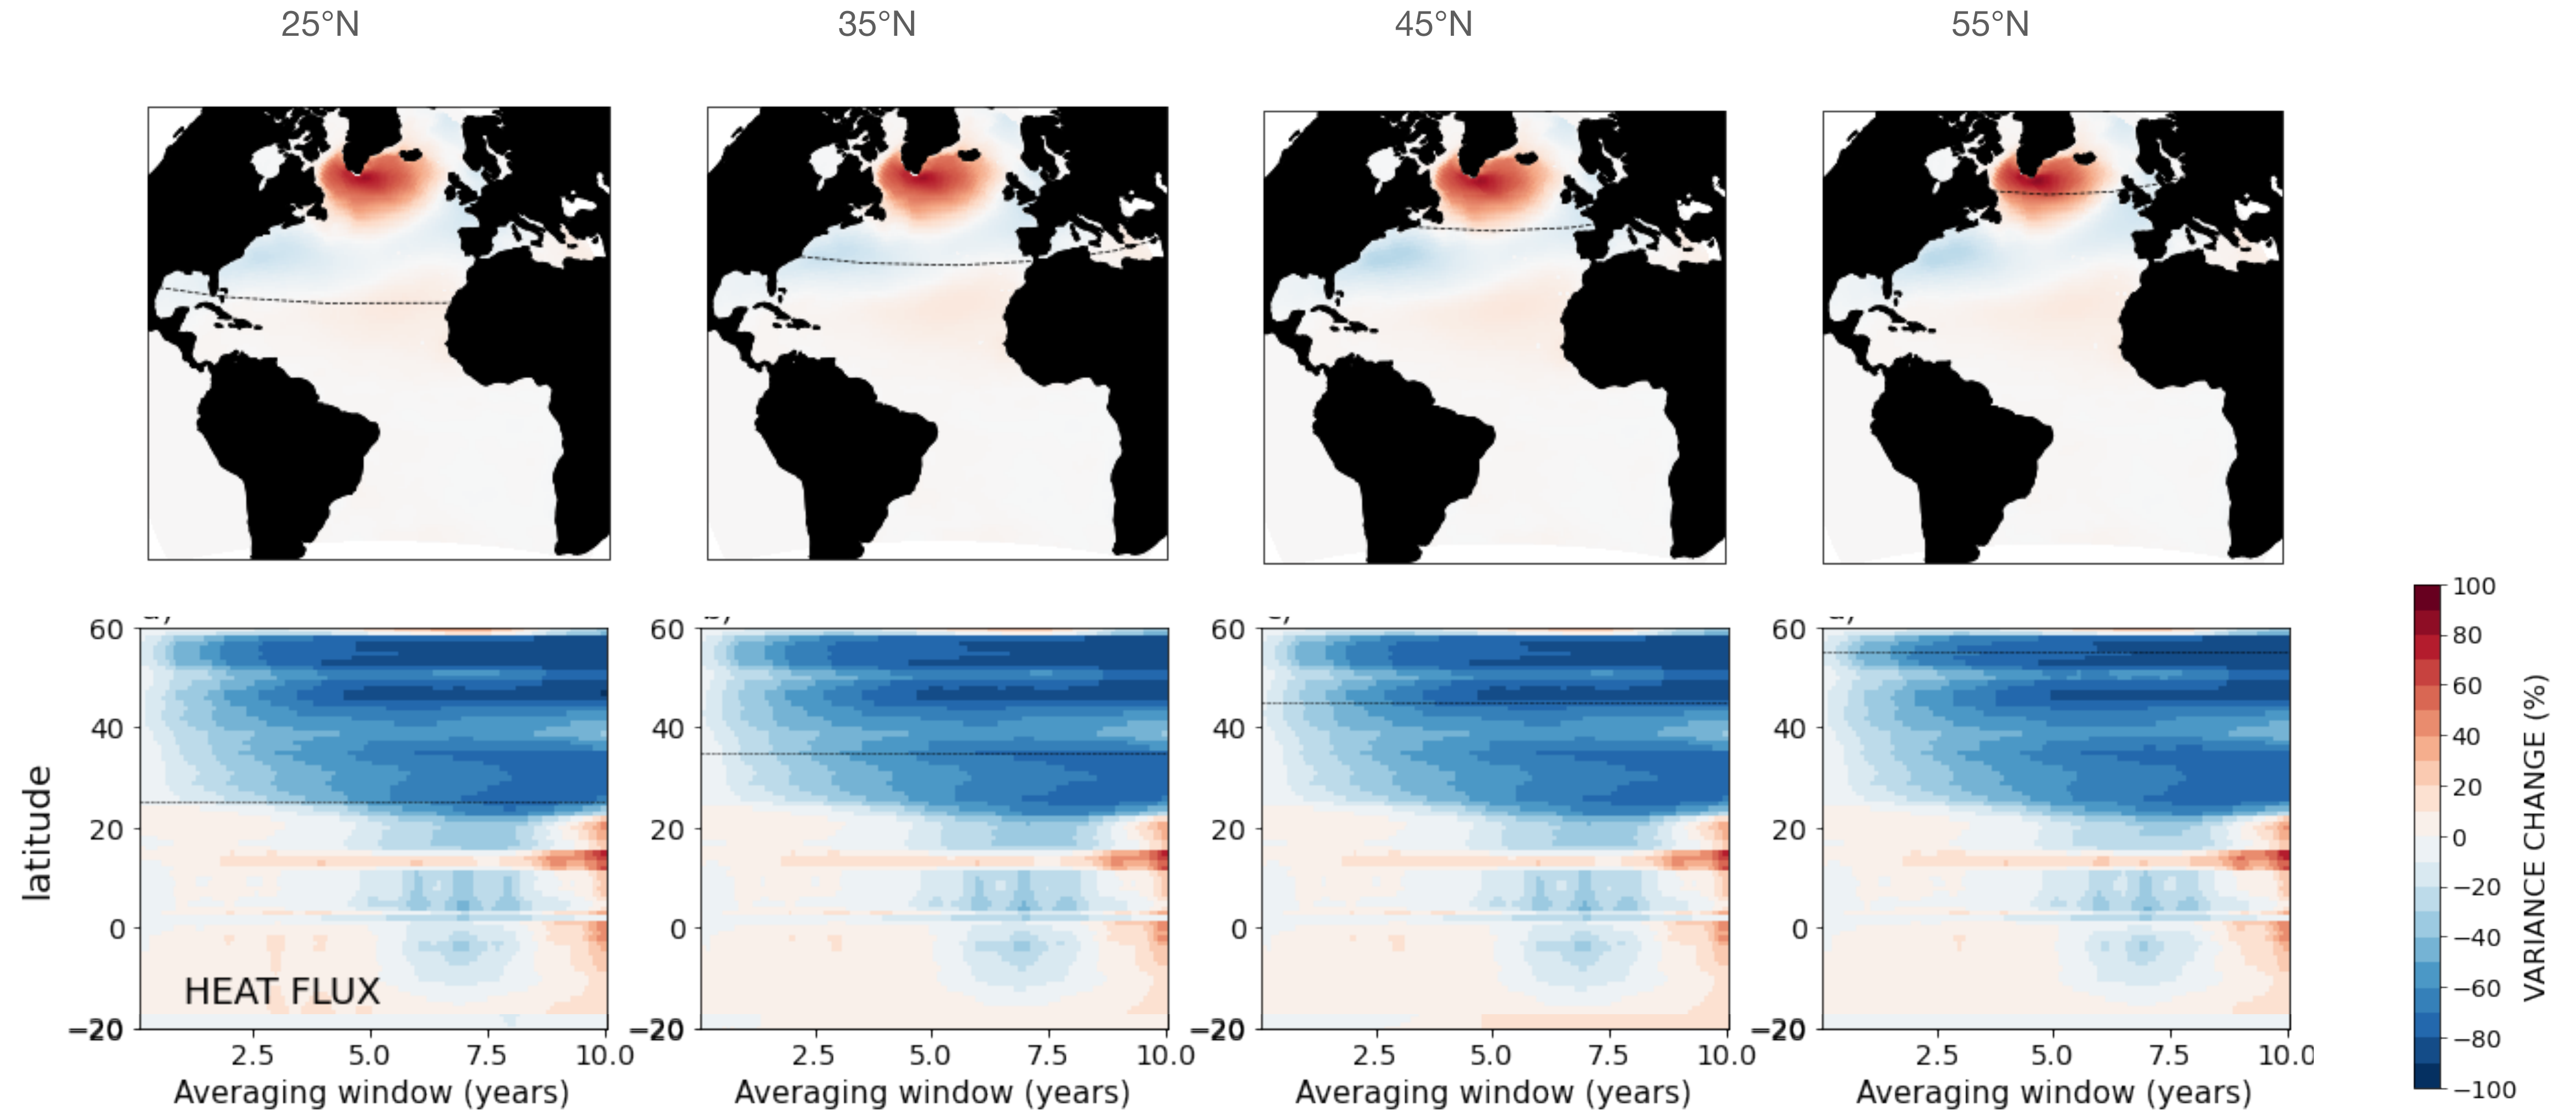 25°N 35°N 45°N 55°N
60 60 60 60
40 40 40 40
20 20 20 20
0 0 0 0
−20 −20 −20 −20
latitude
HEAT FLUX
2.5 5.0 7.5 10.0 2.5 5.0 7.5 10.0 2.5 5.0 7.5 10.0 2.5 5.0 7.5 10.0
Averaging window (years) Averaging window (years) Averaging window (years) Averaging window (years)
100
80
60
40
20
0
−20
−40
−60
−80
−100
VARIANCE CHANGE (%)